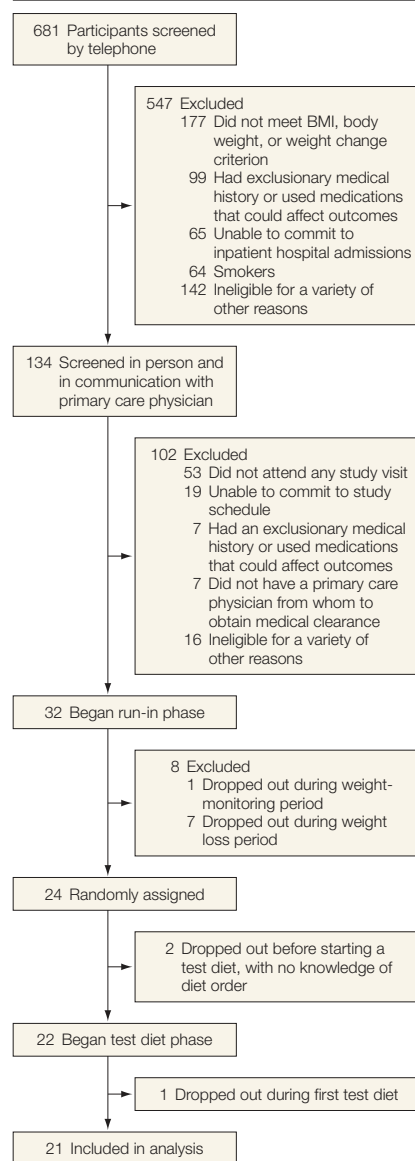 681 Participants screened
by telephone
547 Excluded
177 Did not meet BMI, body
weight, or weight change
criterion
99 Had exclusionary medical
history or used medications
that could affect outcomes
65 Unable to commit to
inpatient hospital admissions
64 Smokers
142 Ineligible for a variety of
other reasons
134 Screened in person and
in communication with
primary care physician
102 Excluded
53 Did not attend any study visit
19 Unable to commit to study
schedule
7 Had an exclusionary medical
history or used medications
that could affect outcomes
7 Did not have a primary care
physician from whom to
obtain medical clearance
16 Ineligible for a variety of
other reasons
32 Began run-in phase
8 Excluded
1 Dropped out during weight-
monitoring period
7 Dropped out during weight
loss period
24 Randomly assigned
2 Dropped out before starting a
test diet, with no knowledge of
diet order
22 Began test diet phase
1 Dropped out during first test diet
21 Included in analysis